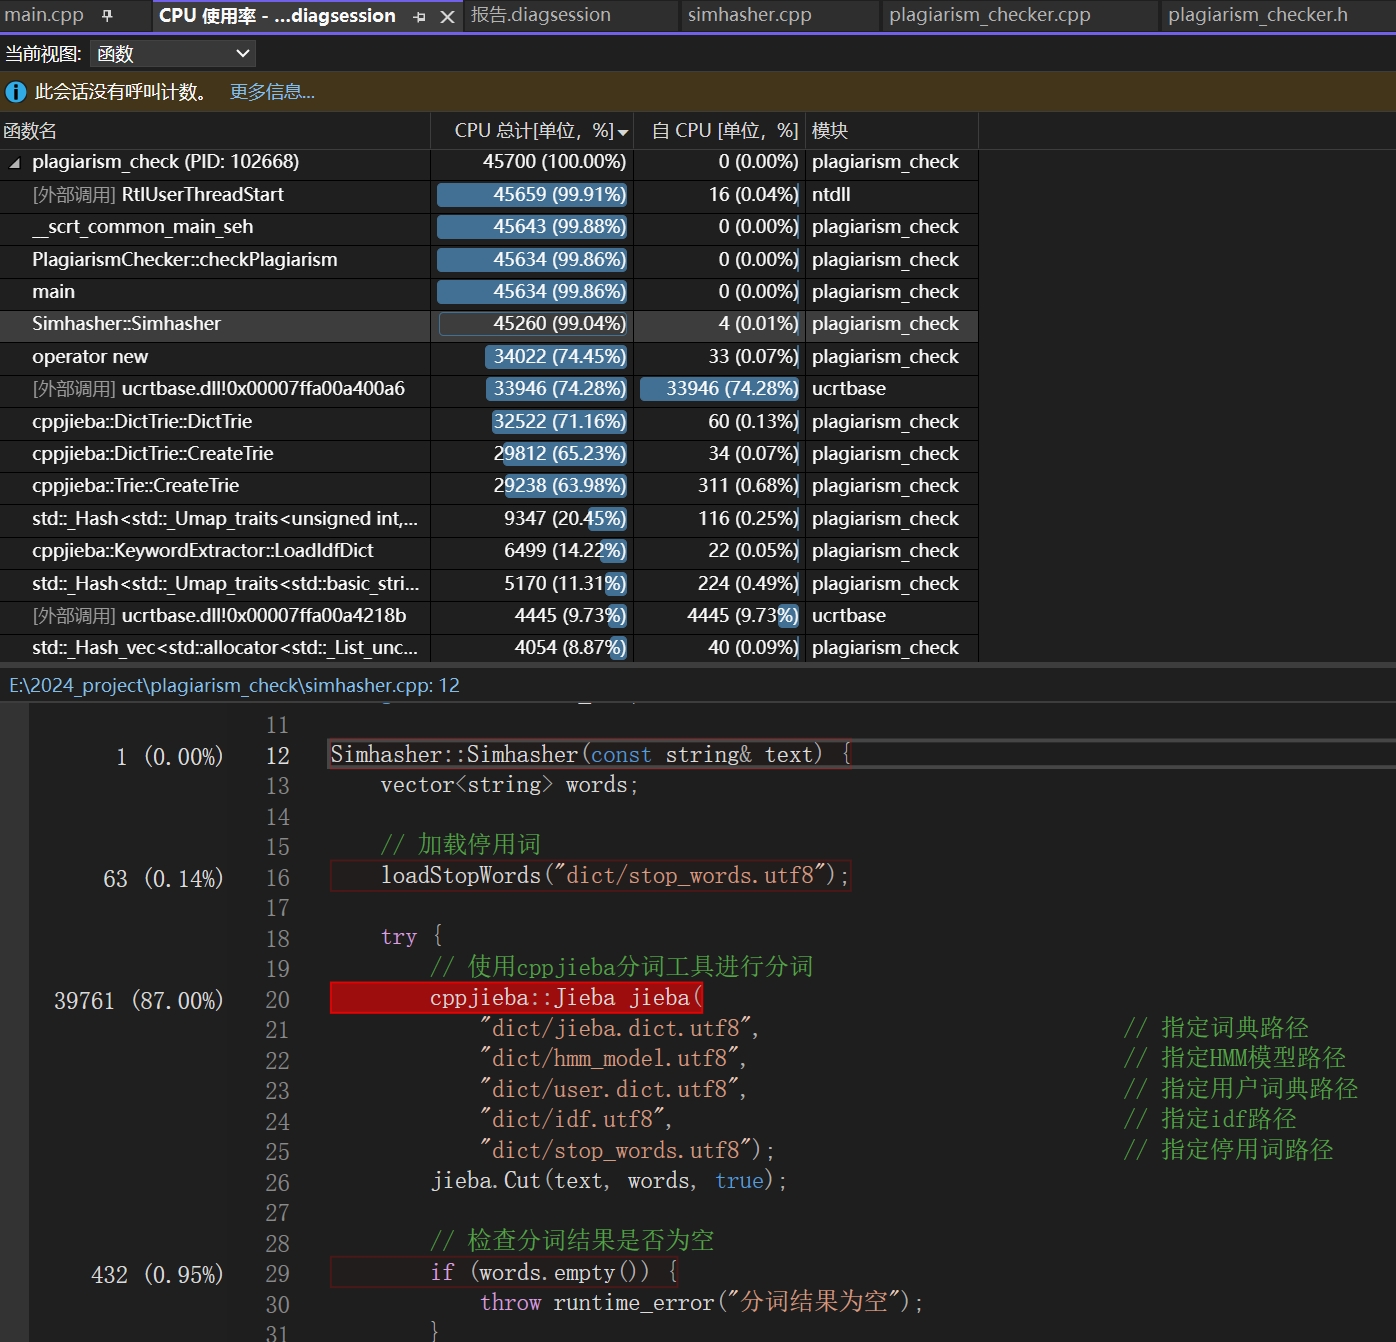 main.cpp
CPU 使用率 - ...diagsession
报告.diagsession
simhasher.cpp
plagiarism_checker.cpp
plagiarism_checker.h
当前视图: 函数
此会话没有呼叫计数。 更多信息...
函数名 CPU 总计[单位, %] 自 CPU [单位, %] 模块
plagiarism_check (PID: 102668) 45700 (100.00%) 0 (0.00%) plagiarism_check
[外部调用] RtlUserThreadStart 45659 (99.91%) 16 (0.04%) ntdll
__scrt_common_main_seh 45643 (99.88%) 0 (0.00%) plagiarism_check
PlagiarismChecker::checkPlagiarism 45634 (99.86%) 0 (0.00%) plagiarism_check
main 45634 (99.86%) 0 (0.00%) plagiarism_check
Simhasher::Simhasher 45260 (99.04%) 4 (0.01%) plagiarism_check
operator new 34022 (74.45%) 33 (0.07%) plagiarism_check
[外部调用] ucrtbase.dll!0x00007ffa00a400a6 33946 (74.28%) 33946 (74.28%) ucrtbase
cppjieba::DictTrie::DictTrie 32522 (71.16%) 60 (0.13%) plagiarism_check
cppjieba::DictTrie::CreateTrie 29812 (65.23%) 34 (0.07%) plagiarism_check
cppjieba::Trie::CreateTrie 29238 (63.98%) 311 (0.68%) plagiarism_check
std::_Hash<std::_Umap_traits<unsigned int,... 9347 (20.45%) 116 (0.25%) plagiarism_check
cppjieba::KeywordExtractor::LoadIdfDict 6499 (14.22%) 22 (0.05%) plagiarism_check
std::_Hash<std::_Umap_traits<std::basic_stri... 5170 (11.31%) 224 (0.49%) plagiarism_check
[外部调用] ucrtbase.dll!0x00007ffa00a4218b 4445 (9.73%) 4445 (9.73%) ucrtbase
std::_Hash_vec<std::allocator<std::_List_unc... 4054 (8.87%) 40 (0.09%) plagiarism_check
E:\2024_project\plagiarism_check\simhasher.cpp: 12
11
1 (0.00%) 12 Simhasher::Simhasher(const string& text) {
13 vector<string> words;
14
15 // 加载停用词
63 (0.14%) 16 loadStopWords("dict/stop_words.utf8");
17
18 try {
19 // 使用cppjieba分词工具进行分词
39761 (87.00%) 20 cppjieba::Jieba jieba(
21 "dict/jieba.dict.utf8", // 指定词典路径
22 "dict/hmm_model.utf8", // 指定HMM模型路径
23 "dict/user.dict.utf8", // 指定用户词典路径
24 "dict/idf.utf8", // 指定idf路径
25 "dict/stop_words.utf8"); // 指定停用词路径
26 jieba.Cut(text, words, true);
27
28 // 检查分词结果是否为空
432 (0.95%) 29 if (words.empty()) {
30 throw runtime_error("分词结果为空");
31 }